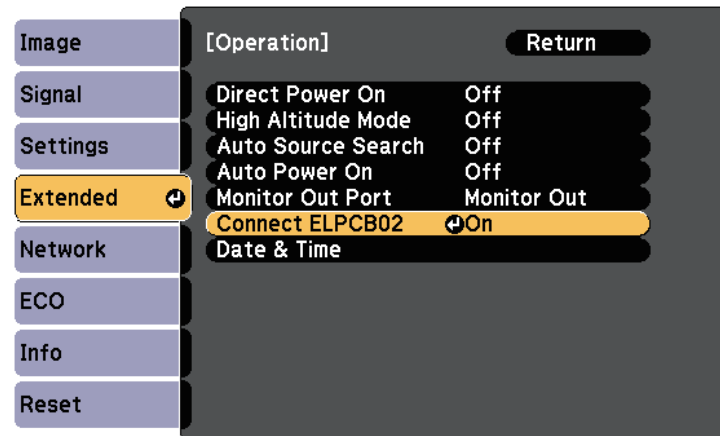 Image
Signal
Settings
Extended
Network
ECO
Info
Reset
[Operation] Return
Direct Power On Off
High Altitude Mode Off
Auto Source Search Off
Auto Power On Off
Monitor Out Port Monitor Out
Connect ELPCB02 On
Date & Time